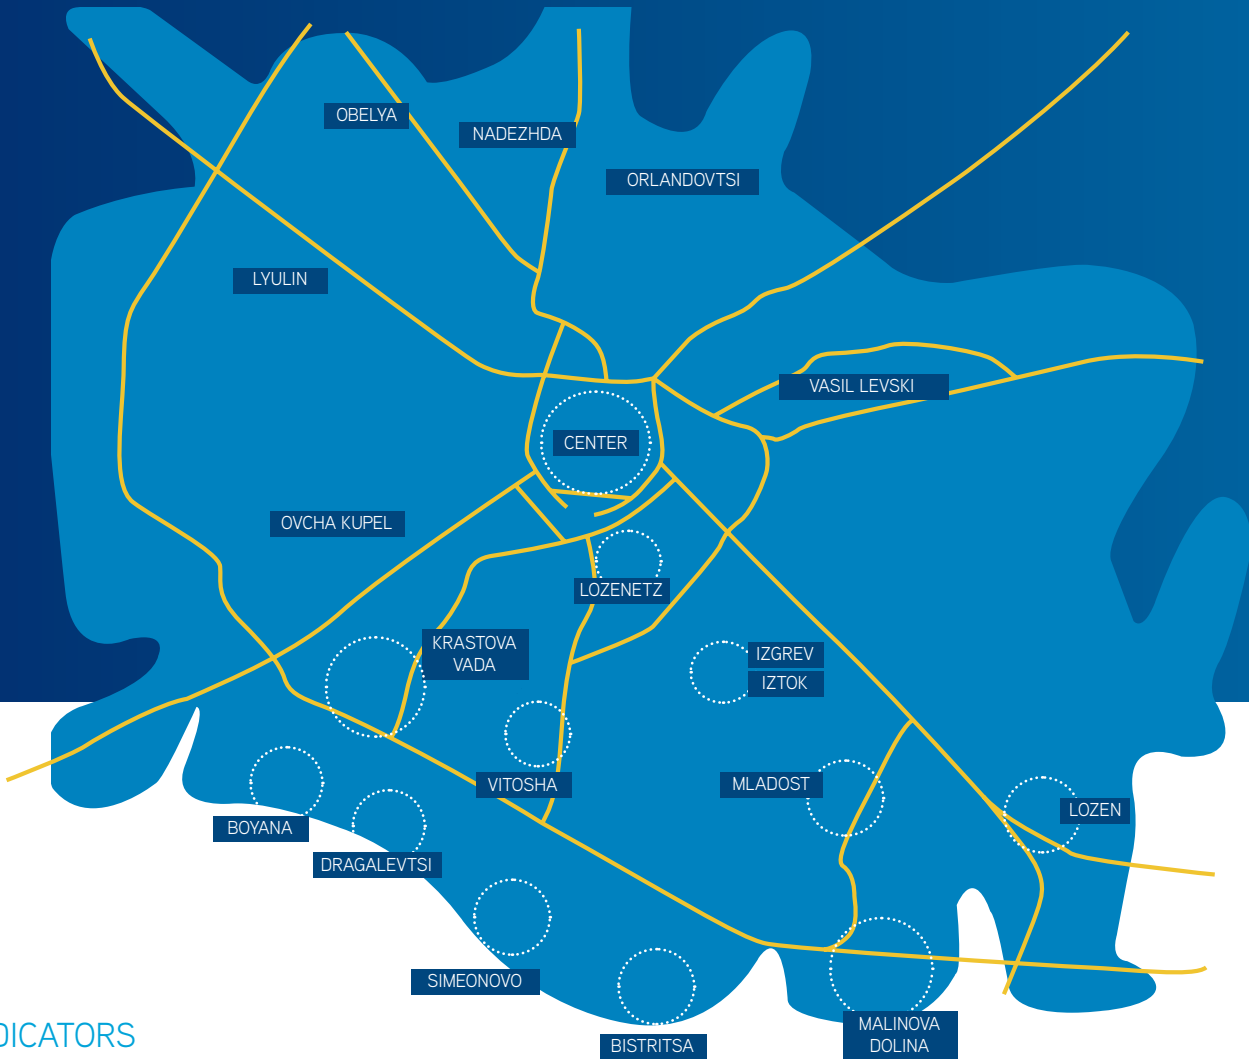 OBELYA
NADEZHDA
ORLANDOVTSI
LYULIN
VASIL LEVSKI
CENTER
OVCHA KUPEL
LOZENETZ
KRASTOVA
VADA
IZGREV
IZTOK
VITOSHA
MLADOST
LOZEN
BOYANA
DRAGALEVTSI
SIMEONOVO
MALINOVA
DOLINA
BISTRITSA
DICATORS